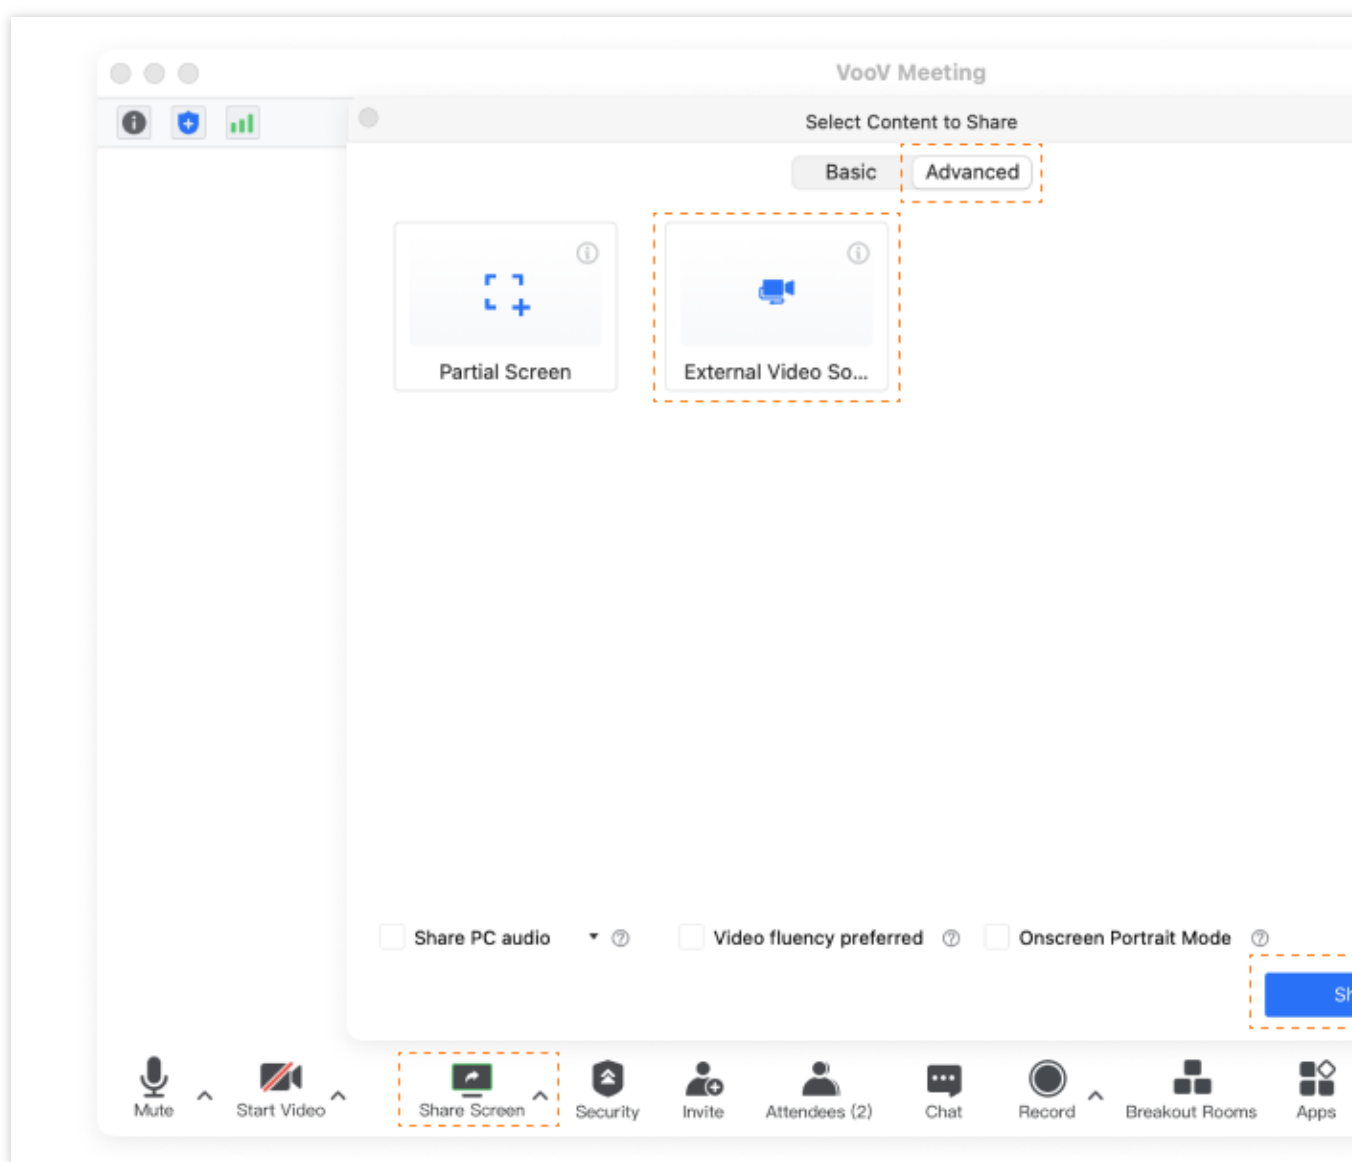 VooV Meeting
Select Content to Share
Basic Advanced
Partial Screen External Video So...
Share PC audio Video fluency preferred Onscreen Portrait Mode
Sh
Mute Start Video Share Screen Security Invite Attendees (2) Chat Record Breakout Rooms Apps